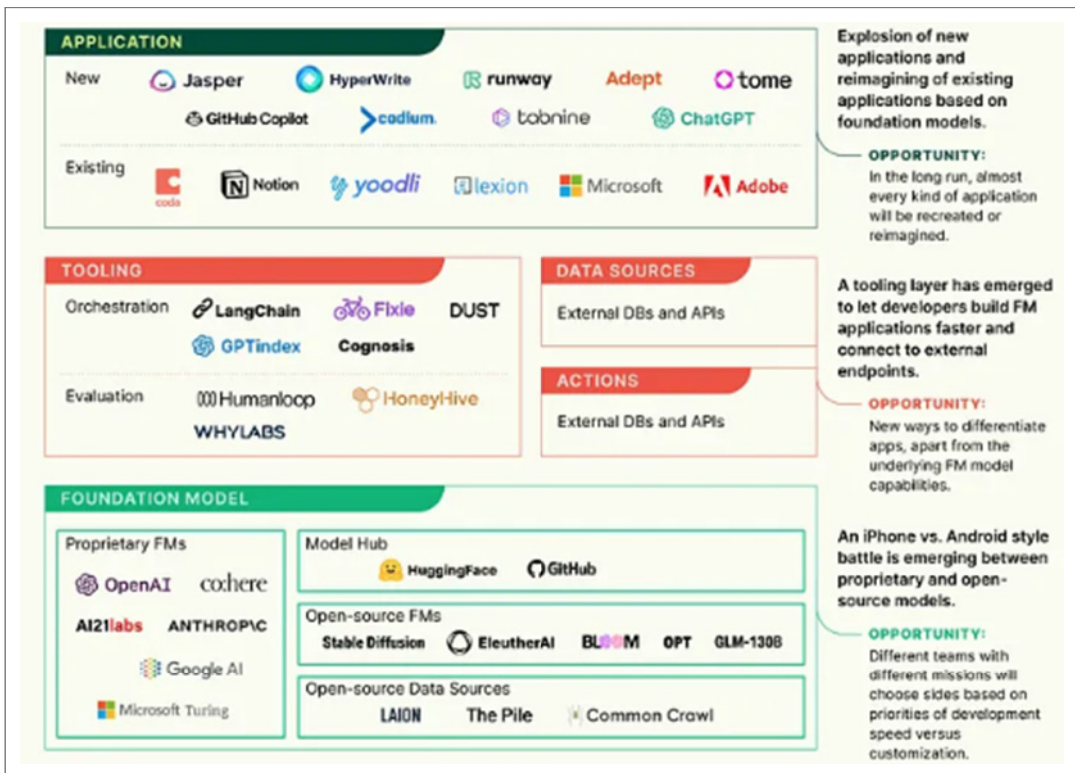 APPLICATION
New
Jasper
HyperWrite
runway
Adept
tome
GitHub Copilot
codium.
tabnine
ChatGPT
Existing
coda
Notion
yoodli
lexion
Microsoft
Adobe
Explosion of new
applications and
reimagining of existing
applications based on
foundation models.
OPPORTUNITY:
In the long run, almost
every kind of application
will be recreated or
reimagined.
TOOLING
Orchestration
LangChain
Fixie
DUST
GPTindex
Cognosis
Evaluation
Humanloop
HoneyHive
WHYLABS
DATA SOURCES
External DBs and APIs
ACTIONS
External DBs and APIs
A tooling layer has emerged
to let developers build FM
applications faster and
connect to external
endpoints.
OPPORTUNITY:
New ways to differentiate
apps, apart from the
underlying FM model
capabilities.
FOUNDATION MODEL
Proprietary FMs
OpenAI
co:here
AI21labs
ANTHROP\C
Google AI
Microsoft Turing
Model Hub
HuggingFace
GitHub
Open-source FMs
Stable Diffusion
EleutherAI
BLOOM
OPT
GLM-130B
Open-source Data Sources
LAION
The Pile
Common Crawl
An iPhone vs. Android style
battle is emerging between
proprietary and open-
source models.
OPPORTUNITY:
Different teams with
different missions will
choose sides based on
priorities of development
speed versus
customization.